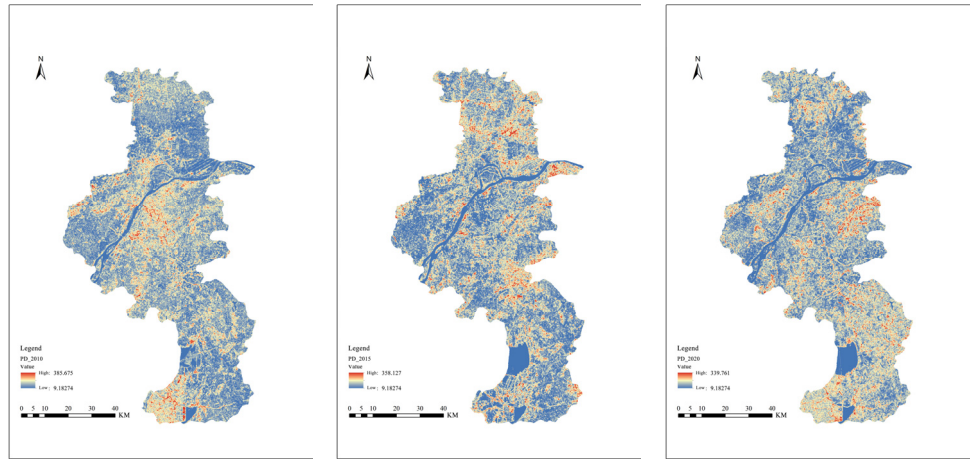 N
Legend
PD_2010
Value
High: 385.675
Low: 9.18274
0 5 10 20 30 40
KM
N
Legend
PD_2015
Value
High: 358.127
Low: 9.18274
0 5 10 20 30 40
KM
N
Legend
PD_2020
Value
High: 339.761
Low: 9.18274
0 5 10 20 30 40
KM